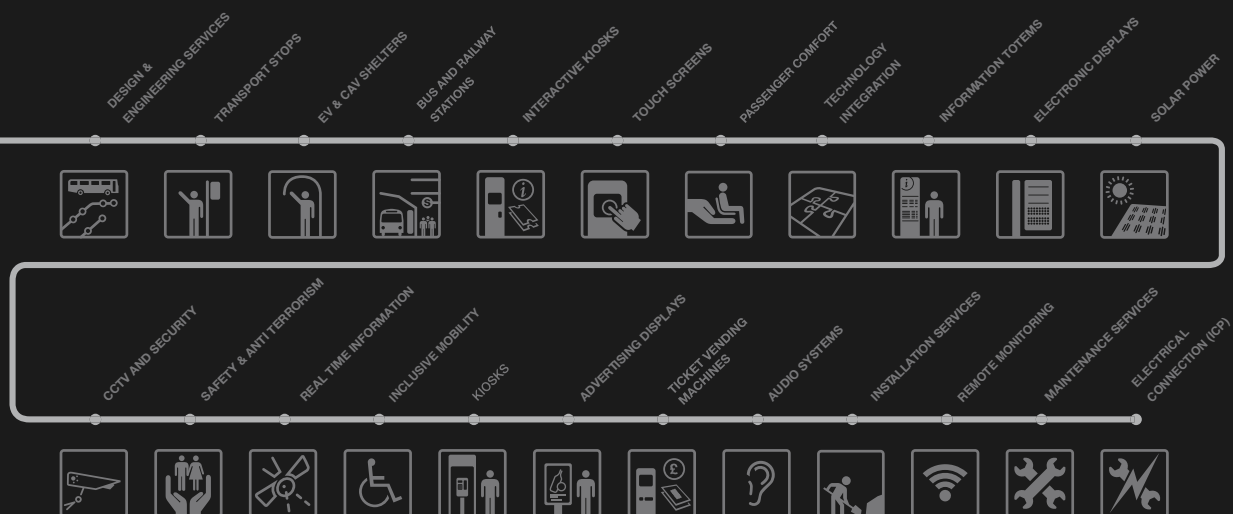 DESIGN &
ENGINEERING SERVICES
TRANSPORT STOPS
EV & CAV SHELTERS
BUS AND RAILWAY
STATIONS
INTERACTIVE KIOSKS
TOUCH SCREENS
PASSENGER COMFORT
TECHNOLOGY
INTEGRATION
INFORMATION TOTEMS
ELECTRONIC DISPLAYS
SOLAR POWER
i
i
CCTV AND SECURITY
SAFETY & ANTI TERRORISM
REAL TIME INFORMATION
INCLUSIVE MOBILITY
KIOSKS
ADVERTISING DISPLAYS
TICKET VENDING
MACHINES
AUDIO SYSTEMS
INSTALLATION SERVICES
REMOTE MONITORING
MAINTENANCE SERVICES
ELECTRICAL
CONNECTION (ICP)
£